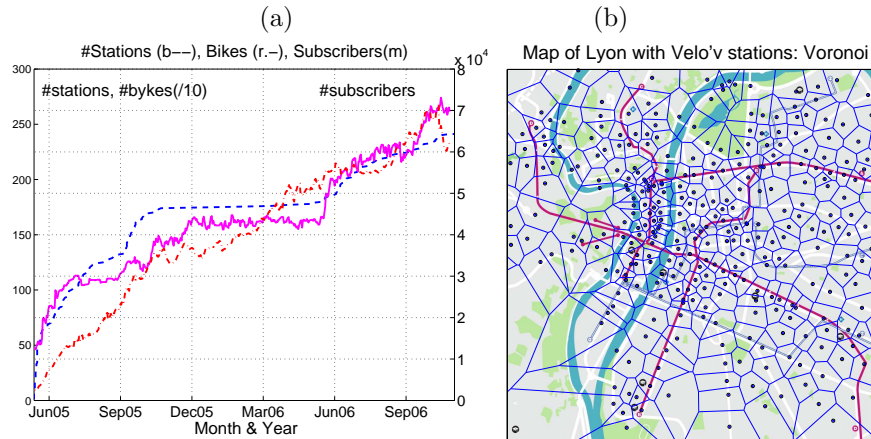 (a)
#Stations (b−−), Bikes (r.−), Subscribers(m)
x 10^4
#stations, #bykes(/10)
#subscribers
300
250
200
150
100
50
0
8
7
6
5
4
3
2
1
0
Jun05 Sep05 Dec05 Mar06 Jun06 Sep06
Month & Year
(b)
Map of Lyon with Velo'v stations: Voronoi